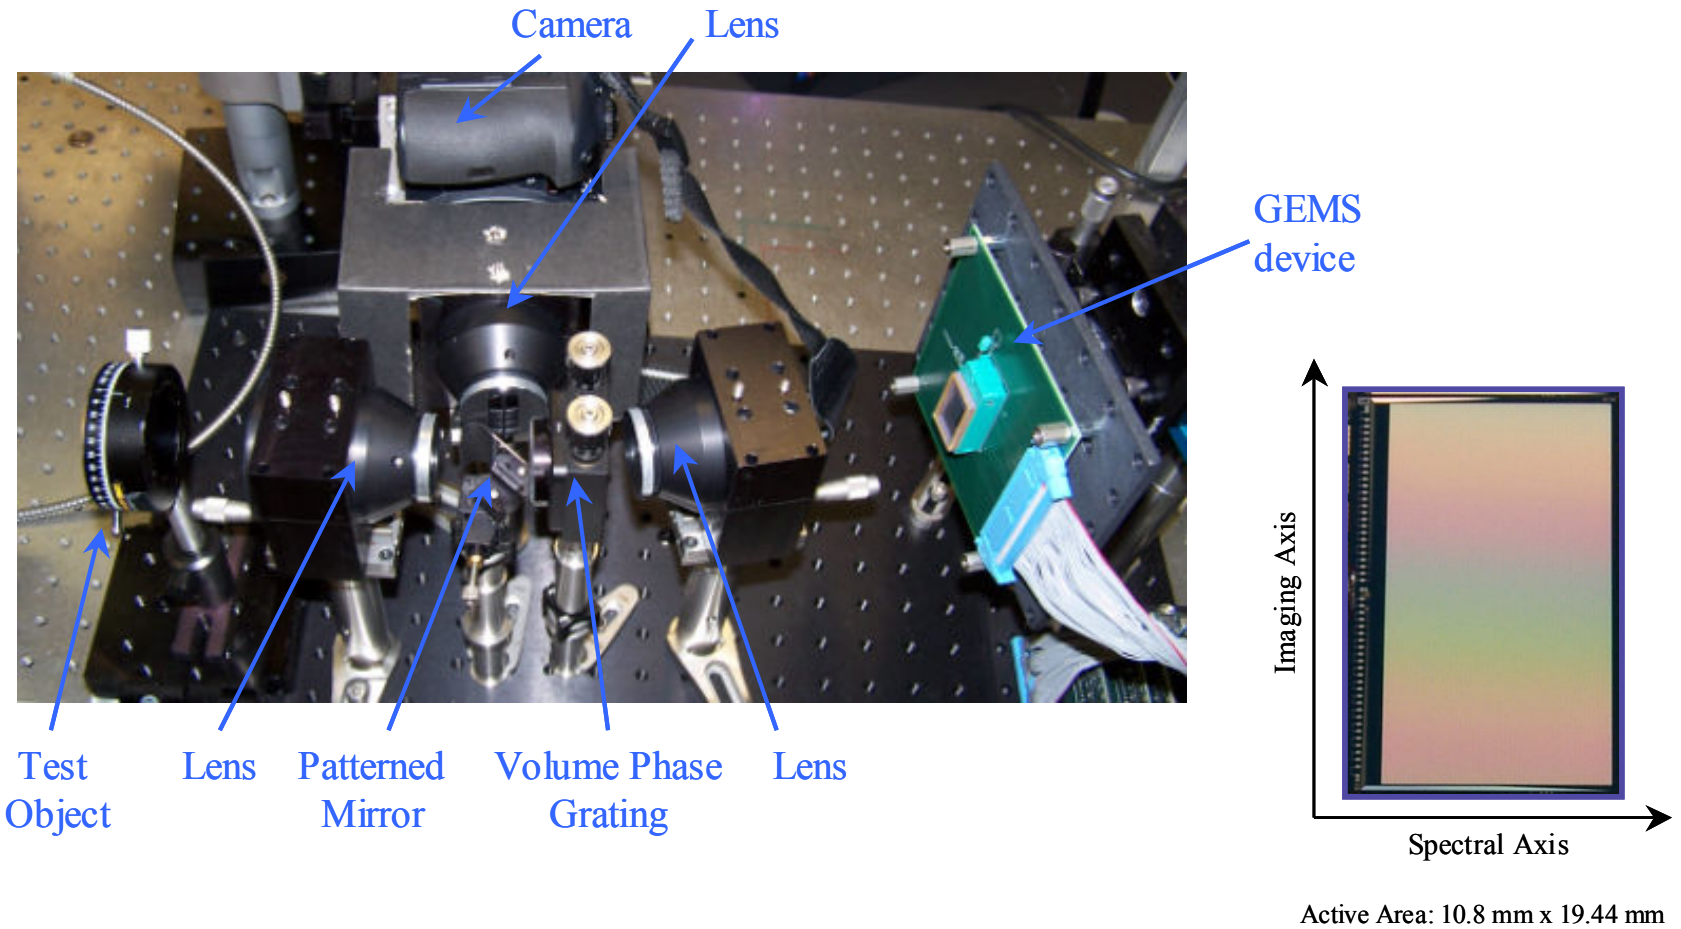 Camera
Lens
GEMS
device
Test
Object
Lens
Patterned
Mirror
Volume Phase
Grating
Lens
Imaging Axis
Spectral Axis
Active Area: 10.8 mm x 19.44 mm